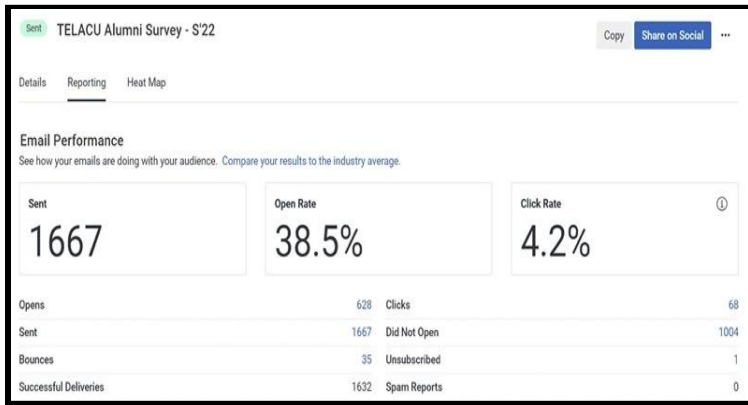 Sent TELACU Alumni Survey - S'22
Copy Share on Social ...
Details Reporting Heat Map
Email Performance
See how your emails are doing with your audience. Compare your results to the industry average.
Sent Open Rate Click Rate
1667 38.5% 4.2%
Opens 628 Clicks 68
Sent 1667 Did Not Open 1004
Bounces 35 Unsubscribed 1
Successful Deliveries 1632 Spam Reports 0